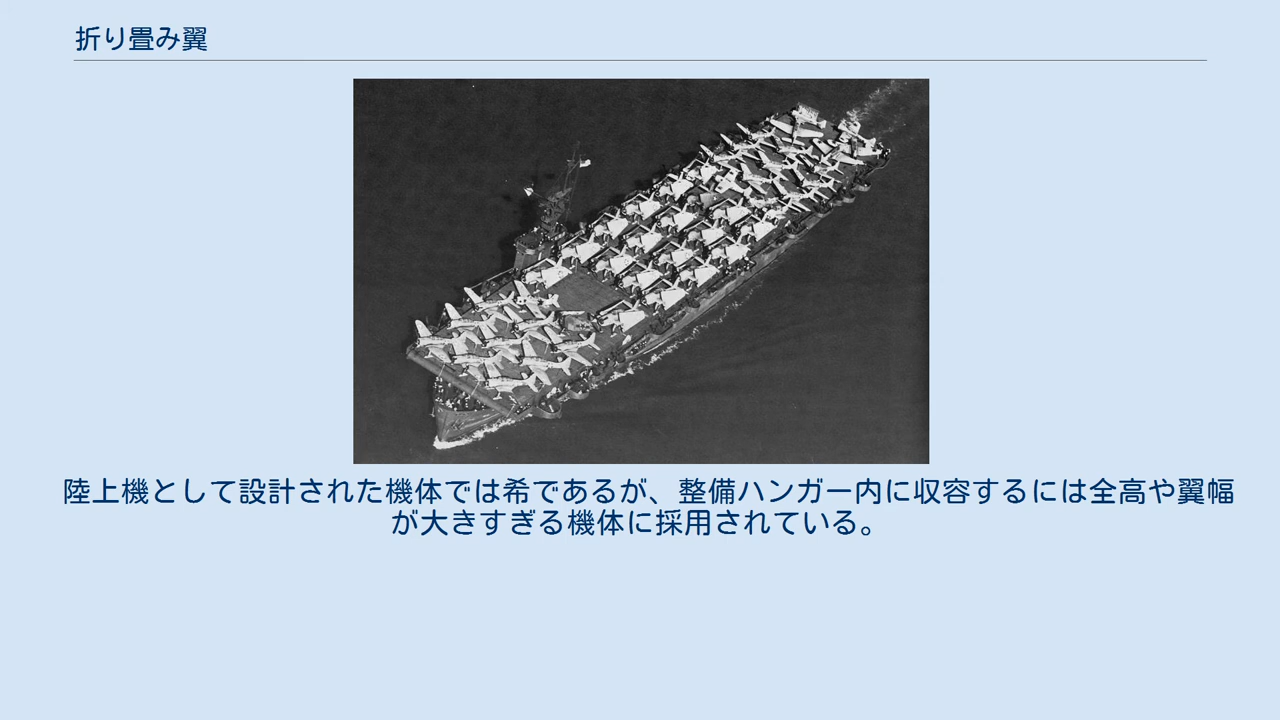 折り畳み翼
陸上機として設計された機体では希であるが、整備ハンガー内に収容するには全高や翼幅
が大きすぎる機体に採用されている。